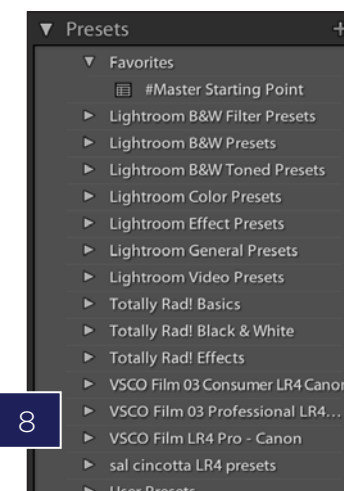 Presets
Favorites
#Master Starting Point
Lightroom B&W Filter Presets
Lightroom B&W Presets
Lightroom B&W Toned Presets
Lightroom Color Presets
Lightroom Effect Presets
Lightroom General Presets
Lightroom Video Presets
Totally Rad! Basics
Totally Rad! Black & White
Totally Rad! Effects
VSCO Film 03 Consumer LR4 Canon
8
VSCO Film 03 Professional LR4...
VSCO Film LR4 Pro - Canon
sal cincotta LR4 presets
User Presets